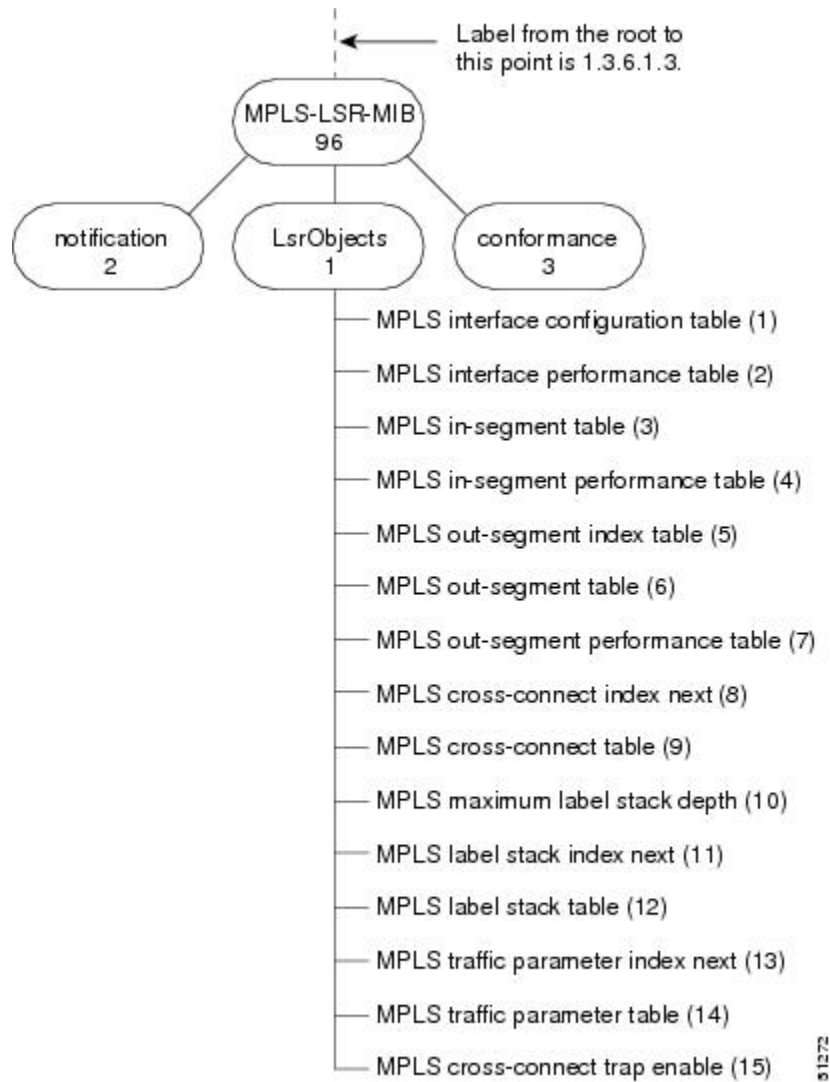 Label from the root to
this point is 1.3.6.1.3.
MPLS-LSR-MIB
96
notification
2
LsrObjects
1
conformance
3
MPLS interface configuration table (1)
MPLS interface performance table (2)
MPLS in-segment table (3)
MPLS in-segment performance table (4)
MPLS out-segment index table (5)
MPLS out-segment table (6)
MPLS out-segment performance table (7)
MPLS cross-connect index next (8)
MPLS cross-connect table (9)
MPLS maximum label stack depth (10)
MPLS label stack index next (11)
MPLS label stack table (12)
MPLS traffic parameter index next (13)
MPLS traffic parameter table (14)
MPLS cross-connect trap enable (15)
51272